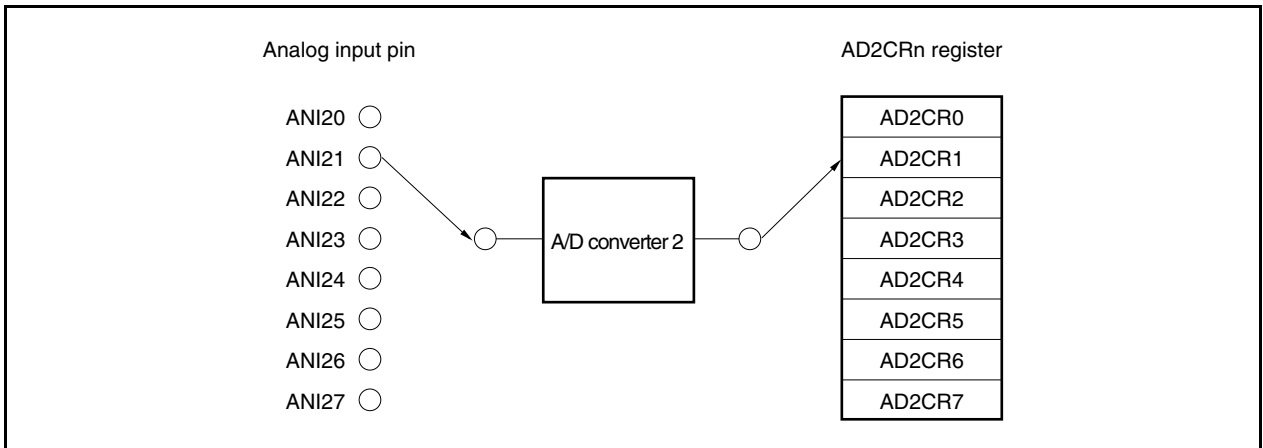 Analog input pin
AD2CRn register
ANI20
ANI21
ANI22
ANI23
ANI24
ANI25
ANI26
ANI27
A/D converter 2
AD2CR0
AD2CR1
AD2CR2
AD2CR3
AD2CR4
AD2CR5
AD2CR6
AD2CR7